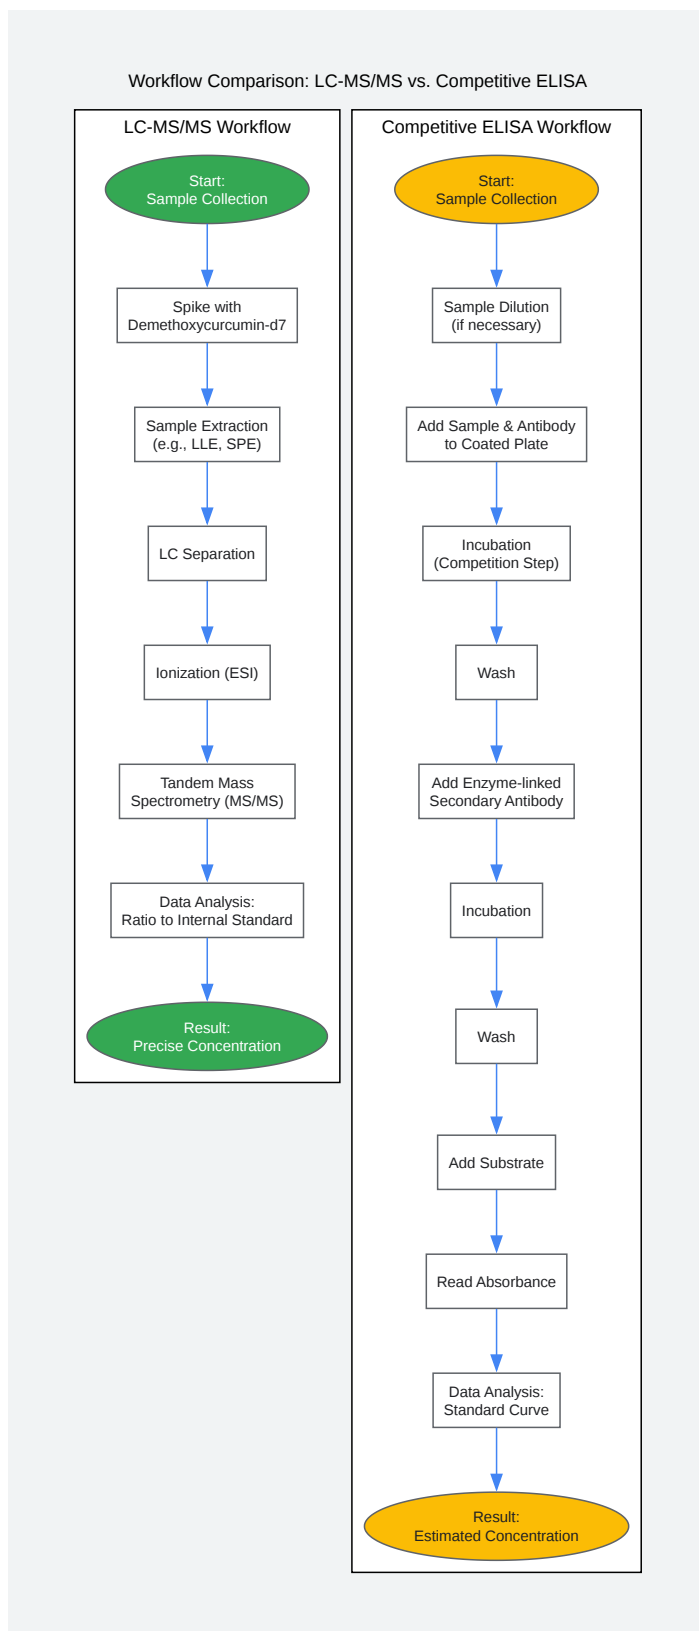 Workflow Comparison: LC-MS/MS vs. Competitive ELISA
LC-MS/MS Workflow
Start:
Sample Collection
Spike with
Demethoxycurcumin-d7
Sample Extraction
(e.g., LLE, SPE)
LC Separation
Ionization (ESI)
Tandem Mass
Spectrometry (MS/MS)
Data Analysis:
Ratio to Internal Standard
Result:
Precise Concentration
Competitive ELISA Workflow
Start:
Sample Collection
Sample Dilution
(if necessary)
Add Sample & Antibody
to Coated Plate
Incubation
(Competition Step)
Wash
Add Enzyme-linked
Secondary Antibody
Incubation
Wash
Add Substrate
Read Absorbance
Data Analysis:
Standard Curve
Result:
Estimated Concentration